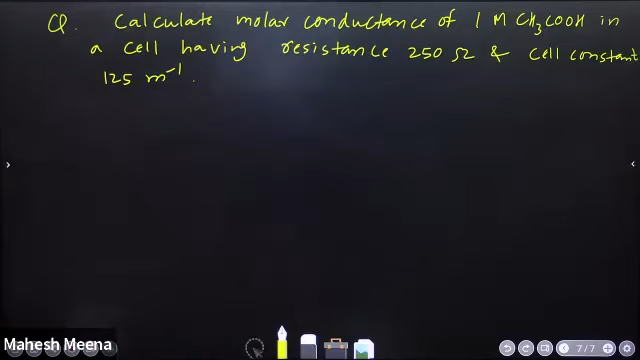 Q. Calculate molar conductance of 1 M CH₃COOH in
a cell having resistance 250 Ω & cell constant
125 m⁻¹.
Mahesh Meena
7/7